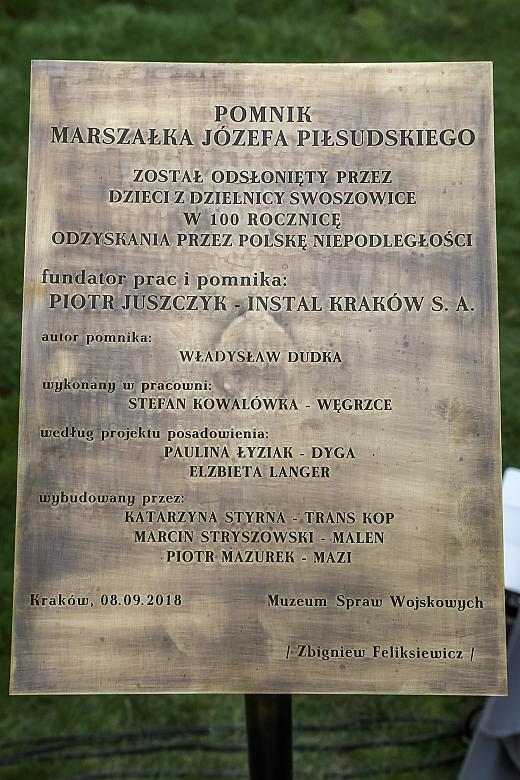 POMNIK
MARSZAŁKA JÓZEFA PIŁSUDSKIEGO
ZOSTAŁ ODSŁONIĘTY PRZEZ
DZIECI Z DZIELNICY SWOSZOWICE
W 100 ROCZNICĘ
ODZYSKANIA PRZEZ POLSKĘ NIEPODLEGŁOŚCI
fundator prac i pomnika:
PIOTR JUSZCZYK - INSTAL KRAKÓW S. A.
autor pomnika:
WŁADYSŁAW DUDKA
wykonany w pracowni:
STEFAN KOWALÓWKA - WĘGRZCE
według projektu posadowienia:
PAULINA ŁYZIAK - DYGA
ELZBIETA LANGER
wybudowany przez:
KATARZYNA STYRNA - TRANS KOP
MARCIN STRYSZOWSKI - MALEN
PIOTR MAZUREK - MAZI
Kraków, 08.09.2018 Muzeum Spraw Wojskowych
/ Zbigniew Feliksiewicz /